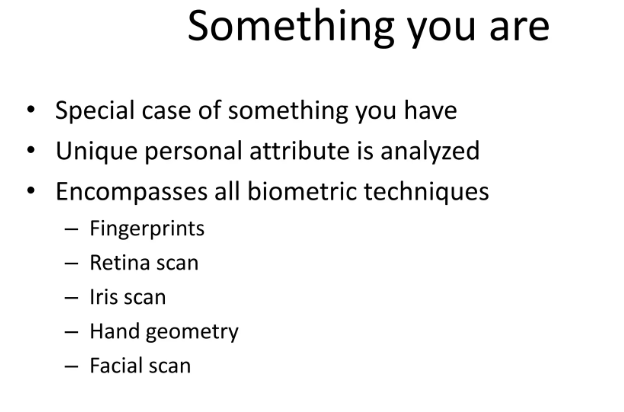 Something you are
• Special case of something you have
• Unique personal attribute is analyzed
• Encompasses all biometric techniques
– Fingerprints
– Retina scan
– Iris scan
– Hand geometry
– Facial scan